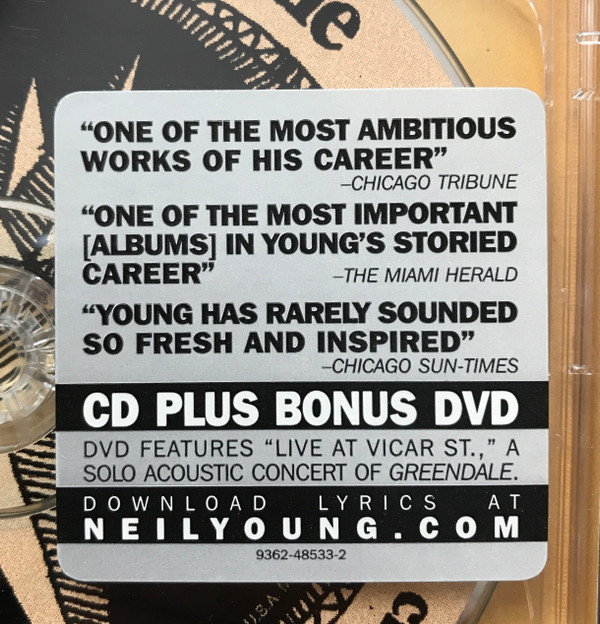 “ONE OF THE MOST AMBITIOUS
WORKS OF HIS CAREER”
–CHICAGO TRIBUNE
“ONE OF THE MOST IMPORTANT
[ALBUMS] IN YOUNG’S STORIED
CAREER” –THE MIAMI HERALD
“YOUNG HAS RARELY SOUNDED
SO FRESH AND INSPIRED”
–CHICAGO SUN-TIMES
CD PLUS BONUS DVD
DVD FEATURES “LIVE AT VICAR ST.,” A
SOLO ACOUSTIC CONCERT OF GREENDALE.
DOWNLOAD LYRICS AT
NEILYOUNG.COM
9362-48533-2